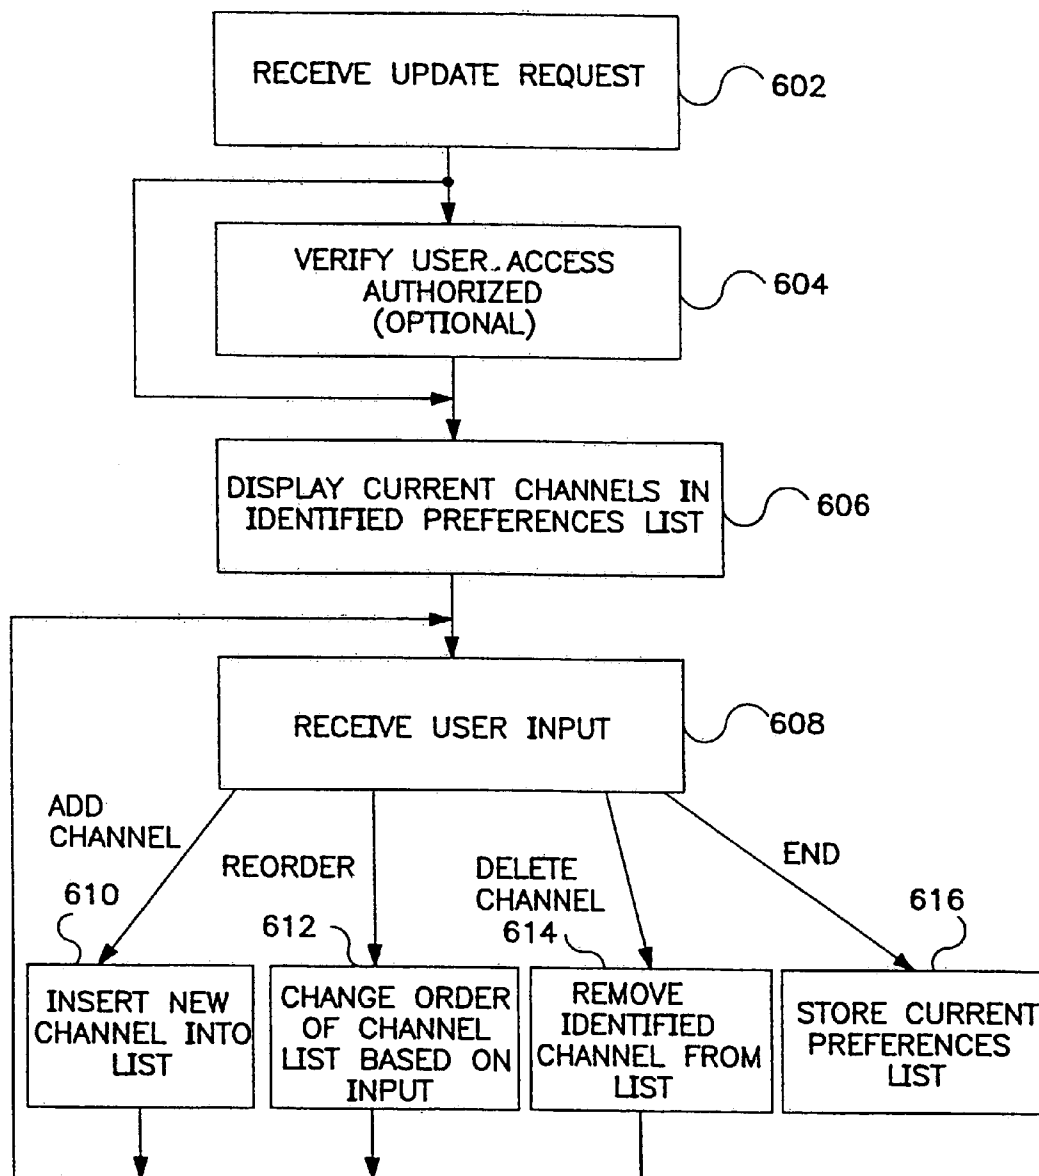 RECEIVE UPDATE REQUEST
602
VERIFY USER ACCESS
AUTHORIZED
(OPTIONAL)
604
DISPLAY CURRENT CHANNELS IN
IDENTIFIED PREFERENCES LIST
606
RECEIVE USER INPUT
608
ADD
CHANNEL
REORDER
DELETE
CHANNEL
END
610
612
614
616
INSERT NEW
CHANNEL INTO
LIST
CHANGE ORDER
OF CHANNEL
LIST BASED ON
INPUT
REMOVE
IDENTIFIED
CHANNEL FROM
LIST
STORE CURRENT
PREFERENCES
LIST